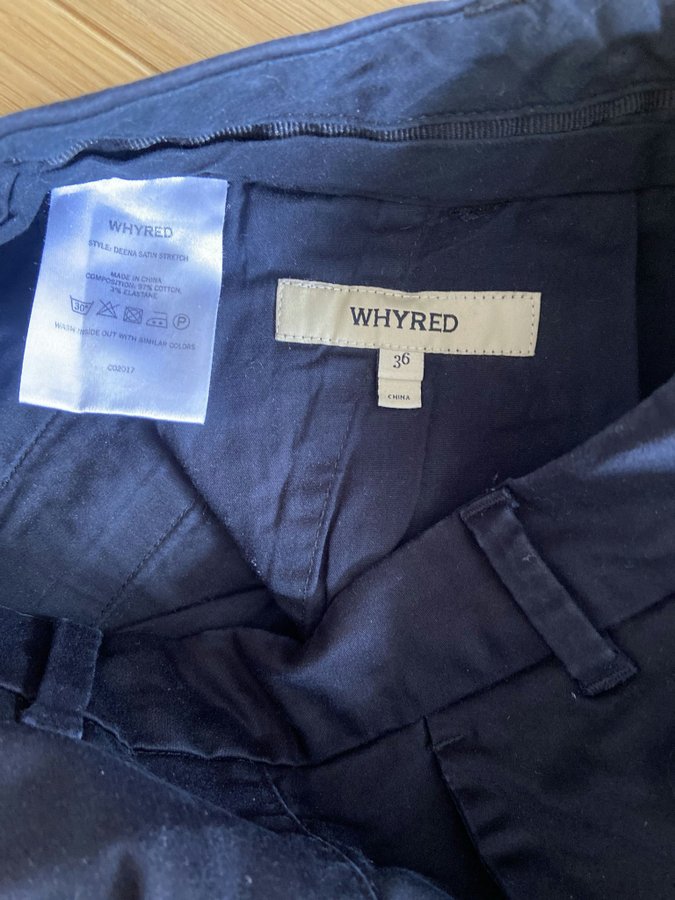 WHYRED
STYLE: DEENA SATIN STRETCH
MADE IN CHINA
COMPOSITION: 97% COTTON,
3% ELASTANE
30° P
WASH INSIDE OUT WITH SIMILAR COLORS
C02017
WHYRED
36
CHINA